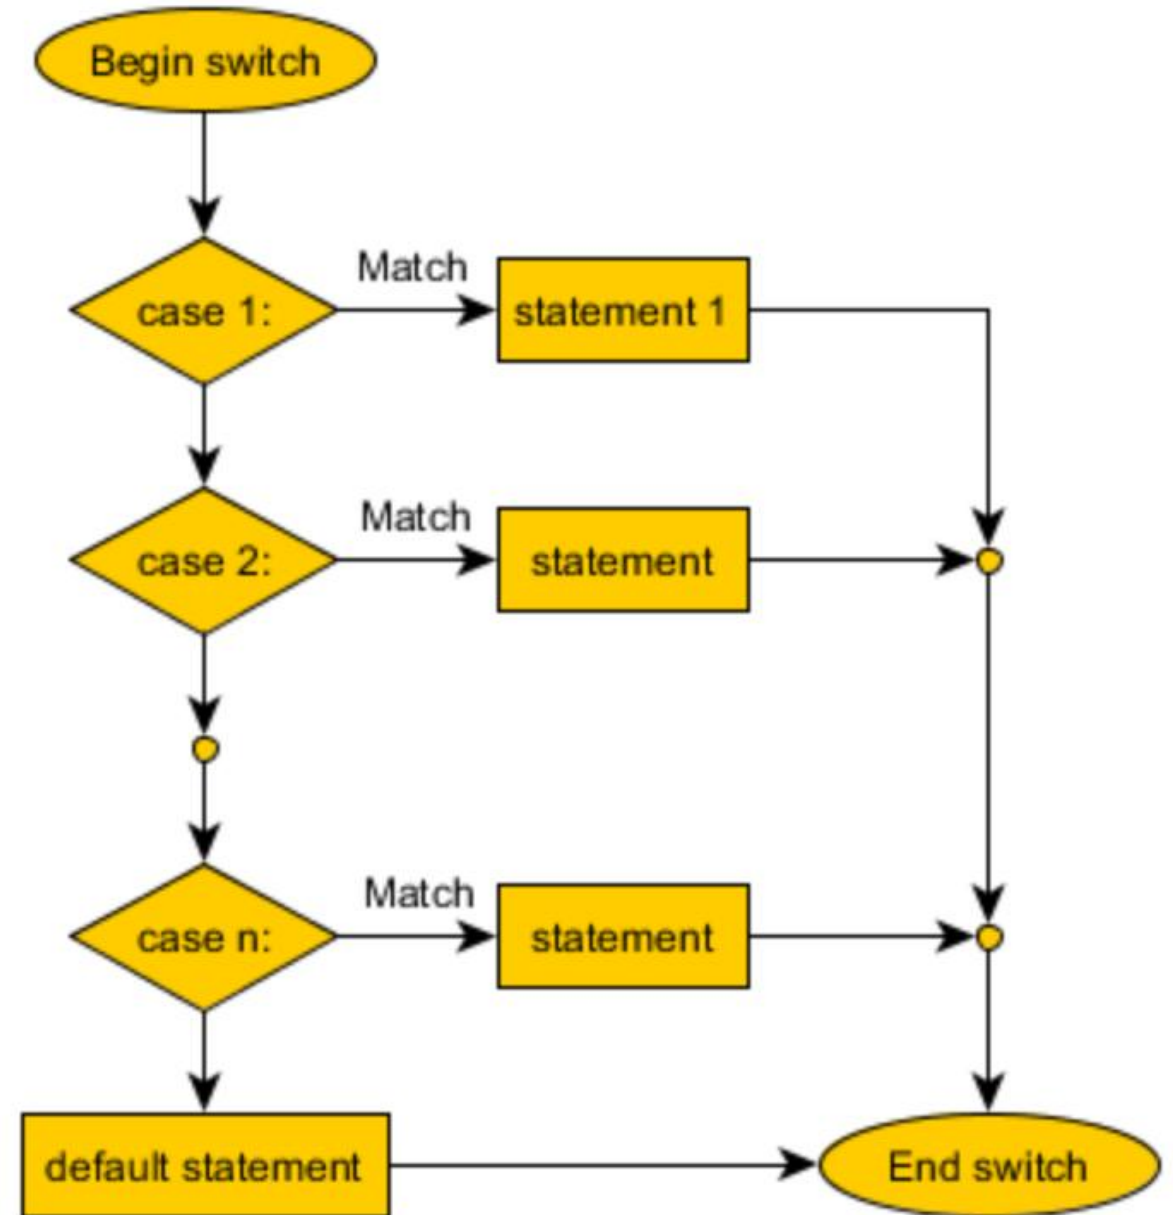 Begin switch
case 1:
Match
statement 1
case 2:
Match
statement
case n:
Match
statement
default statement
End switch